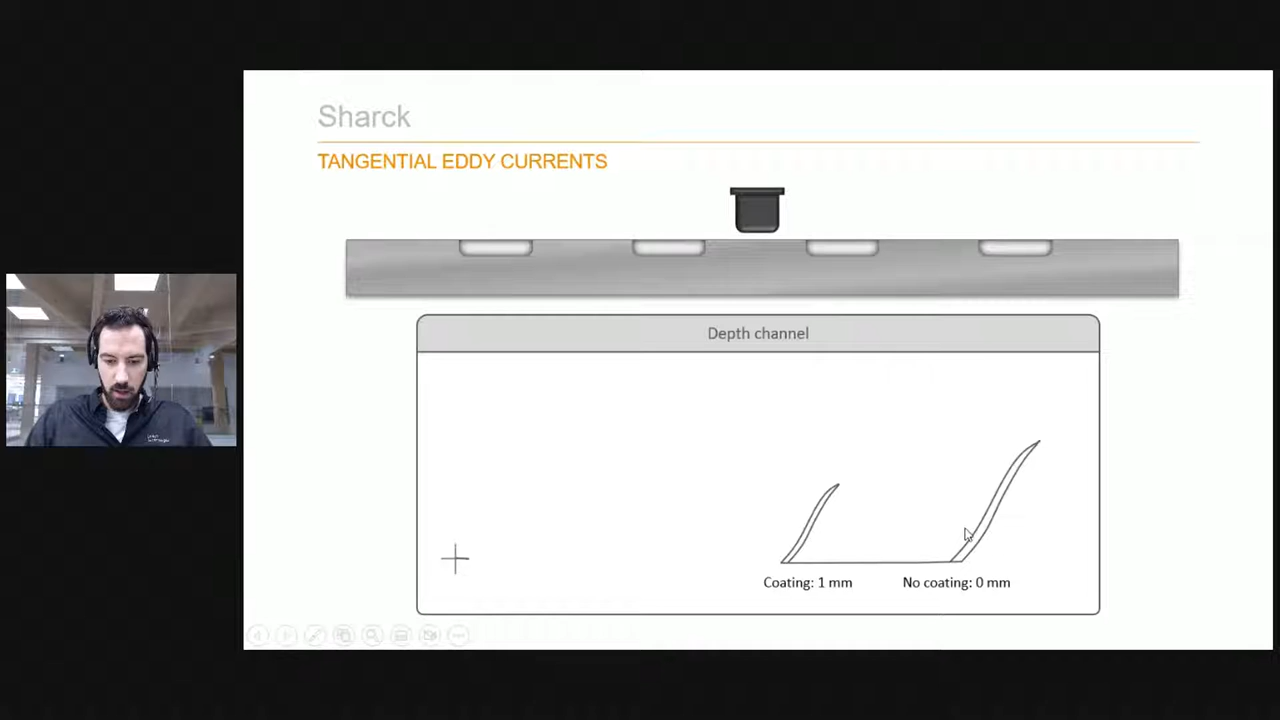 Sharck
TANGENTIAL EDDY CURRENTS
Depth channel
Coating: 1 mm
No coating: 0 mm